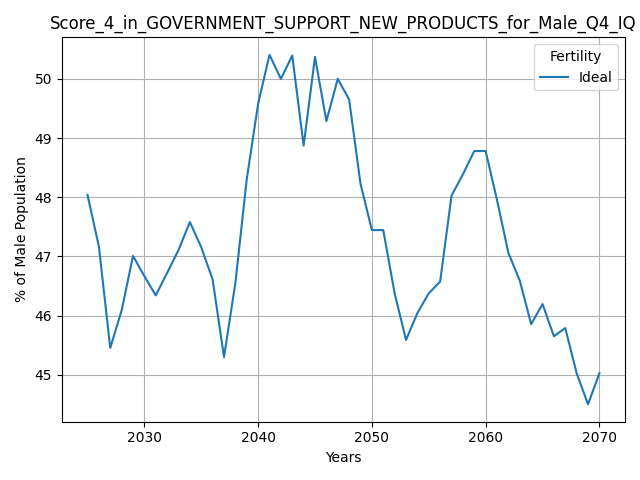 Score_4_in_GOVERNMENT_SUPPORT_NEW_PRODUCTS_for_Male_Q4_IQ
Fertility
Ideal
% of Male Population
50
49
48
47
46
45
2030 2040 2050 2060 2070
Years